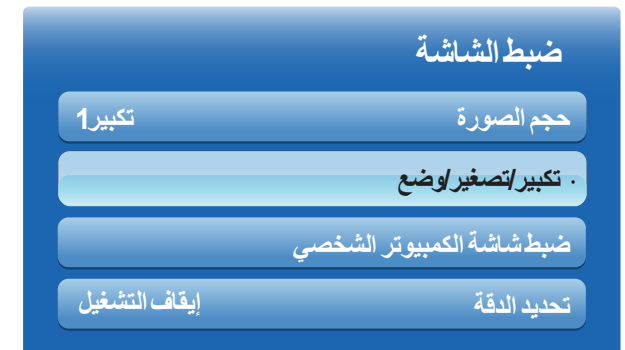 ضبط الشاشة
حجم الصورة تكبير1
· تكبير/تصغير/وضع
ضبط شاشة الكمبيوتر الشخصي
تحديد الدقة إيقاف التشغيل